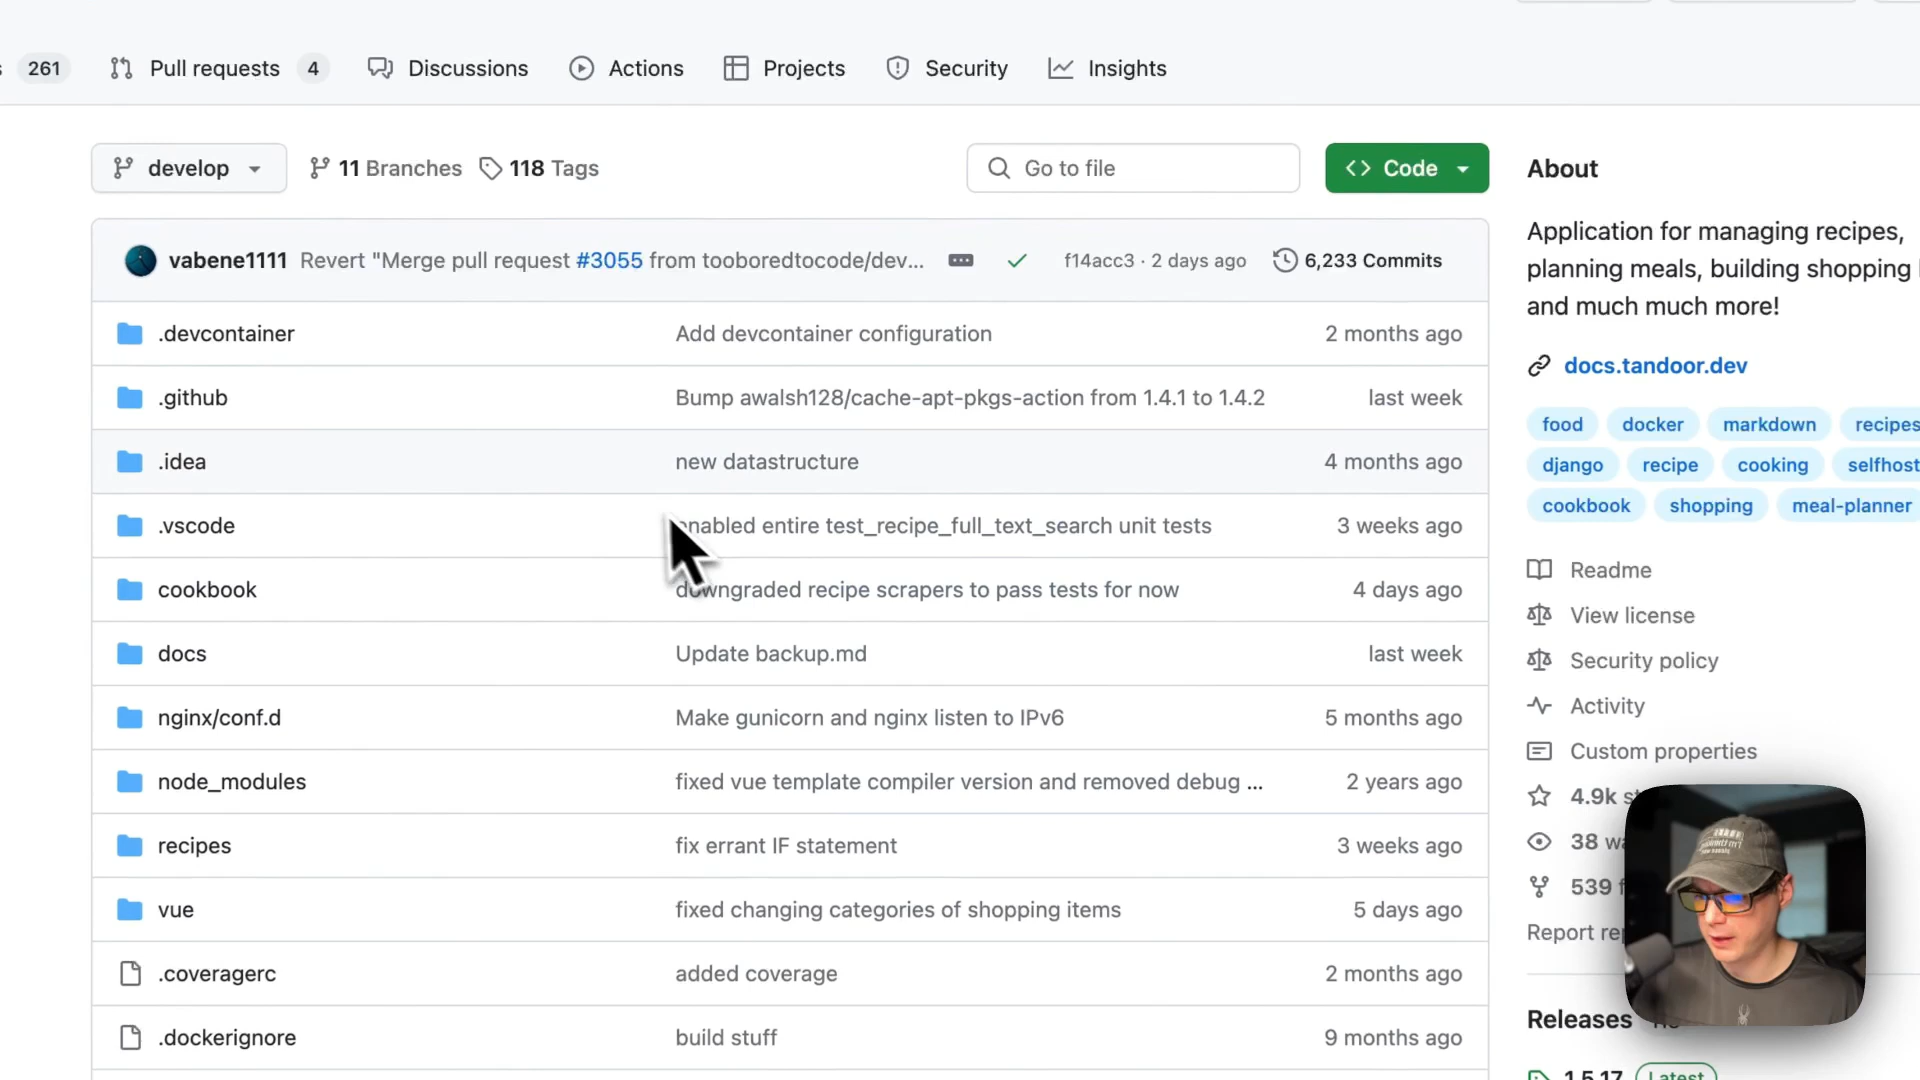 261 Pull requests 4 Discussions Actions Projects Security Insights
develop 11 Branches 118 Tags Go to file Code
vabene1111 Revert "Merge pull request #3055 from tooboredtocode/dev... f14acc3 · 2 days ago 6,233 Commits
.devcontainer Add devcontainer configuration 2 months ago
.github Bump awalsh128/cache-apt-pkgs-action from 1.4.1 to 1.4.2 last week
.idea new datastructure 4 months ago
.vscode enabled entire test_recipe_full_text_search unit tests 3 weeks ago
cookbook downgraded recipe scrapers to pass tests for now 4 days ago
docs Update backup.md last week
nginx/conf.d Make gunicorn and nginx listen to IPv6 5 months ago
node_modules fixed vue template compiler version and removed debug ... 2 years ago
recipes fix errant IF statement 3 weeks ago
vue fixed changing categories of shopping items 5 days ago
.coveragerc added coverage 2 months ago
.dockerignore build stuff 9 months ago
About
Application for managing recipes,
planning meals, building shopping
and much much more!
docs.tandoor.dev
food docker markdown recipes
django recipe cooking selfhost
cookbook shopping meal-planner
Readme
View license
Security policy
Activity
Custom properties
4.9k
38
539
Report
Releases
1.5.17 Latest